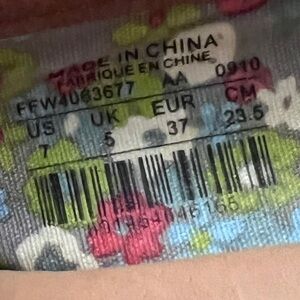 MADE IN CHINA
FABRIQUE EN CHINE
FFW4063677 AA 0910
US UK EUR CM
7 5 37 23.5